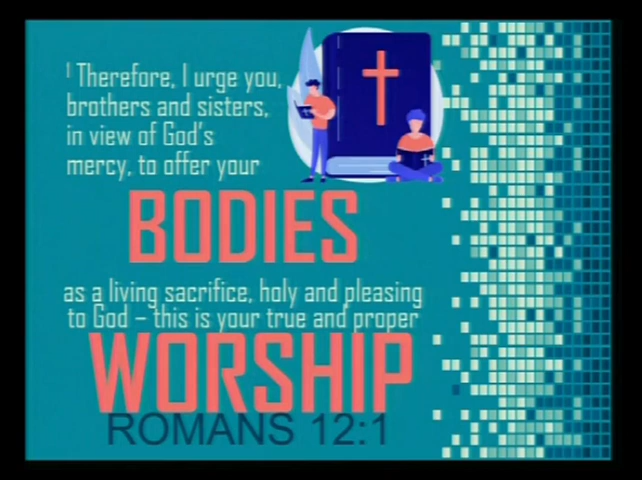 1 Therefore, I urge you,
brothers and sisters,
in view of God's
mercy, to offer your
BODIES
as a living sacrifice, holy and pleasing
to God – this is your true and proper
WORSHIP
ROMANS 12:1